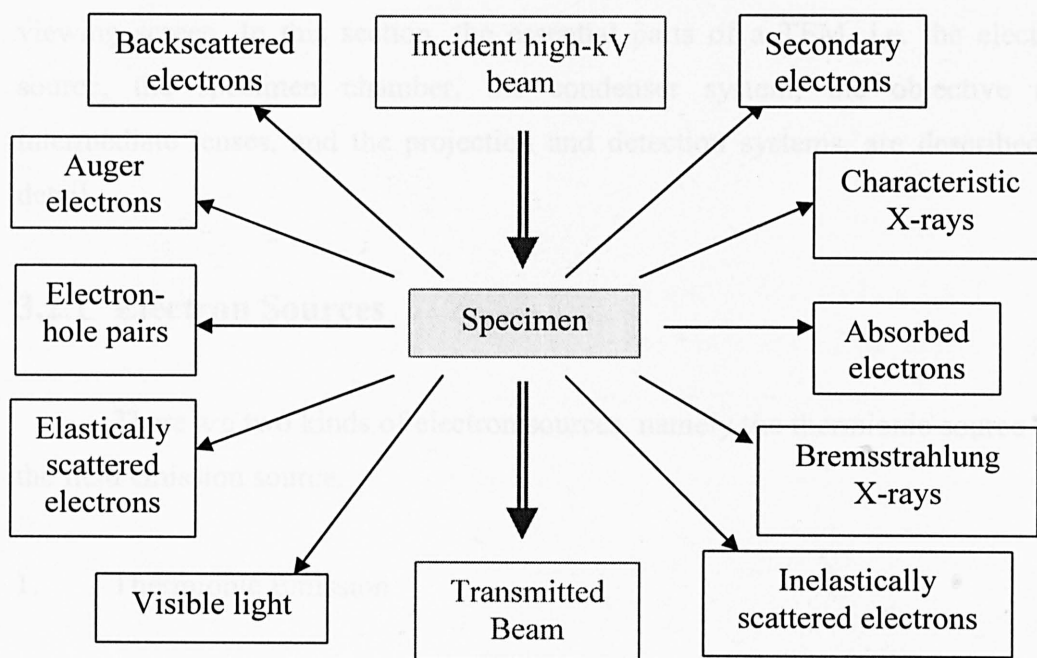 Backscattered
electrons
Incident high-kV
beam
Secondary
electrons
Auger
electrons
Characteristic
X-rays
Electron-
hole pairs
Specimen
Absorbed
electrons
Elastically
scattered
electrons
Bremsstrahlung
X-rays
Visible light
Transmitted
Beam
Inelastically
scattered electrons